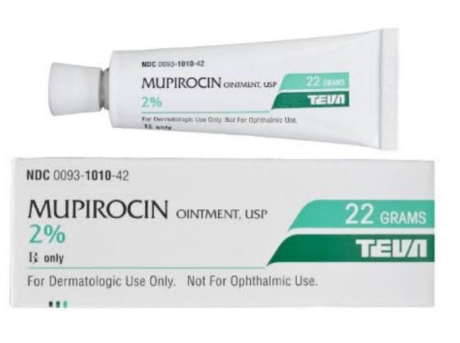 NDC 0093-1010-42
MUPIROCIN OINTMENT, USP
2%
22 GRAMS
TEVA
For Dermatologic Use Only. Not For Ophthalmic Use.
℞ only
NDC 0093-1010-42
MUPIROCIN OINTMENT, USP
2%
22 GRAMS
TEVA
℞ only
For Dermatologic Use Only. Not For Ophthalmic Use.